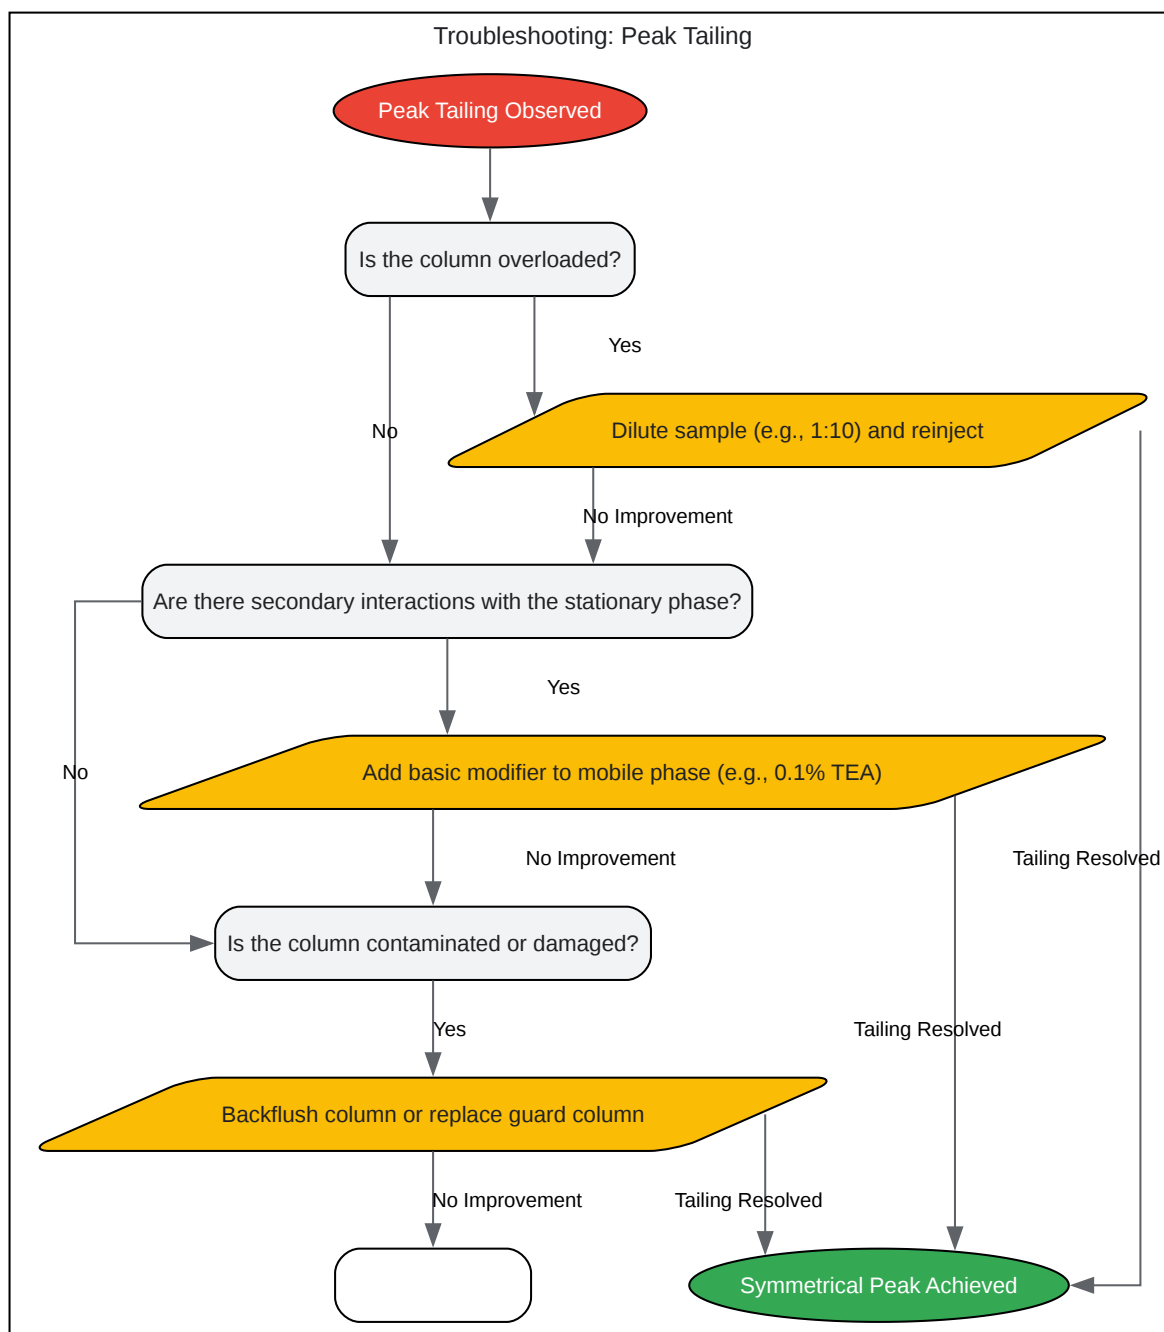 Troubleshooting: Peak Tailing
Peak Tailing Observed
Is the column overloaded?
Yes
No
Dilute sample (e.g., 1:10) and reinject
No Improvement
Are there secondary interactions with the stationary phase?
Yes
No
Add basic modifier to mobile phase (e.g., 0.1% TEA)
No Improvement
Tailing Resolved
Is the column contaminated or damaged?
Yes
Tailing Resolved
Backflush column or replace guard column
No Improvement
Tailing Resolved
Symmetrical Peak Achieved